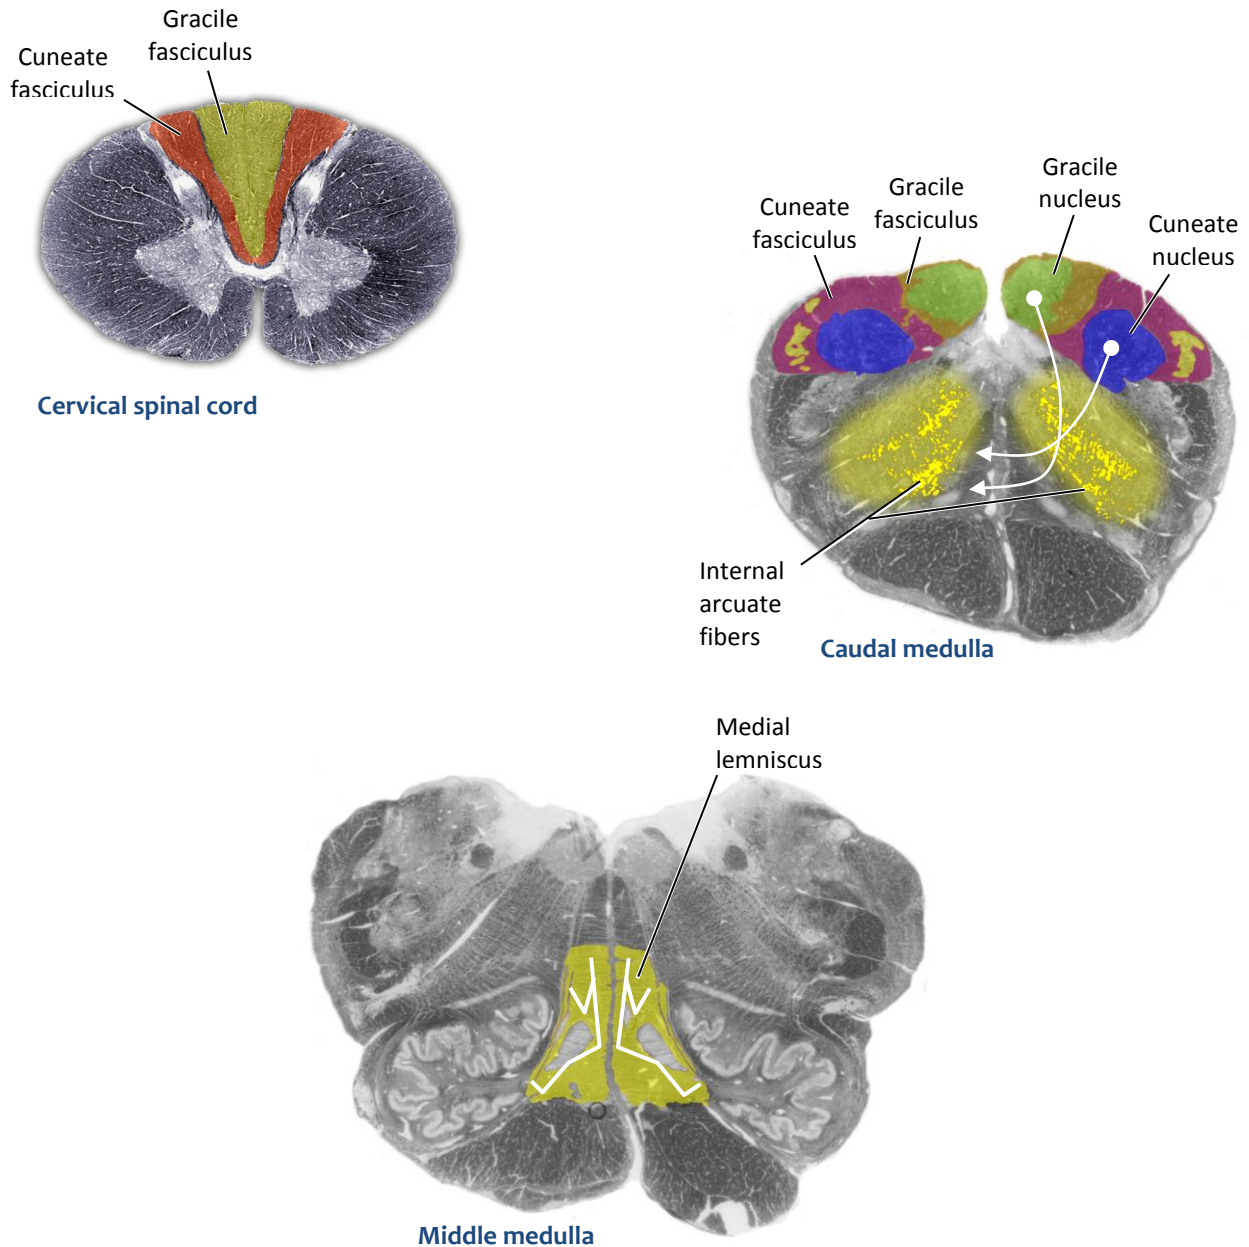 Gracile
fasciculus
Cuneate
fasciculus
Cervical spinal cord
Gracile
nucleus
Gracile
fasciculus
Cuneate
fasciculus
Cuneate
nucleus
Internal
arcuate
fibers
Caudal medulla
Medial
lemniscus
Middle medulla